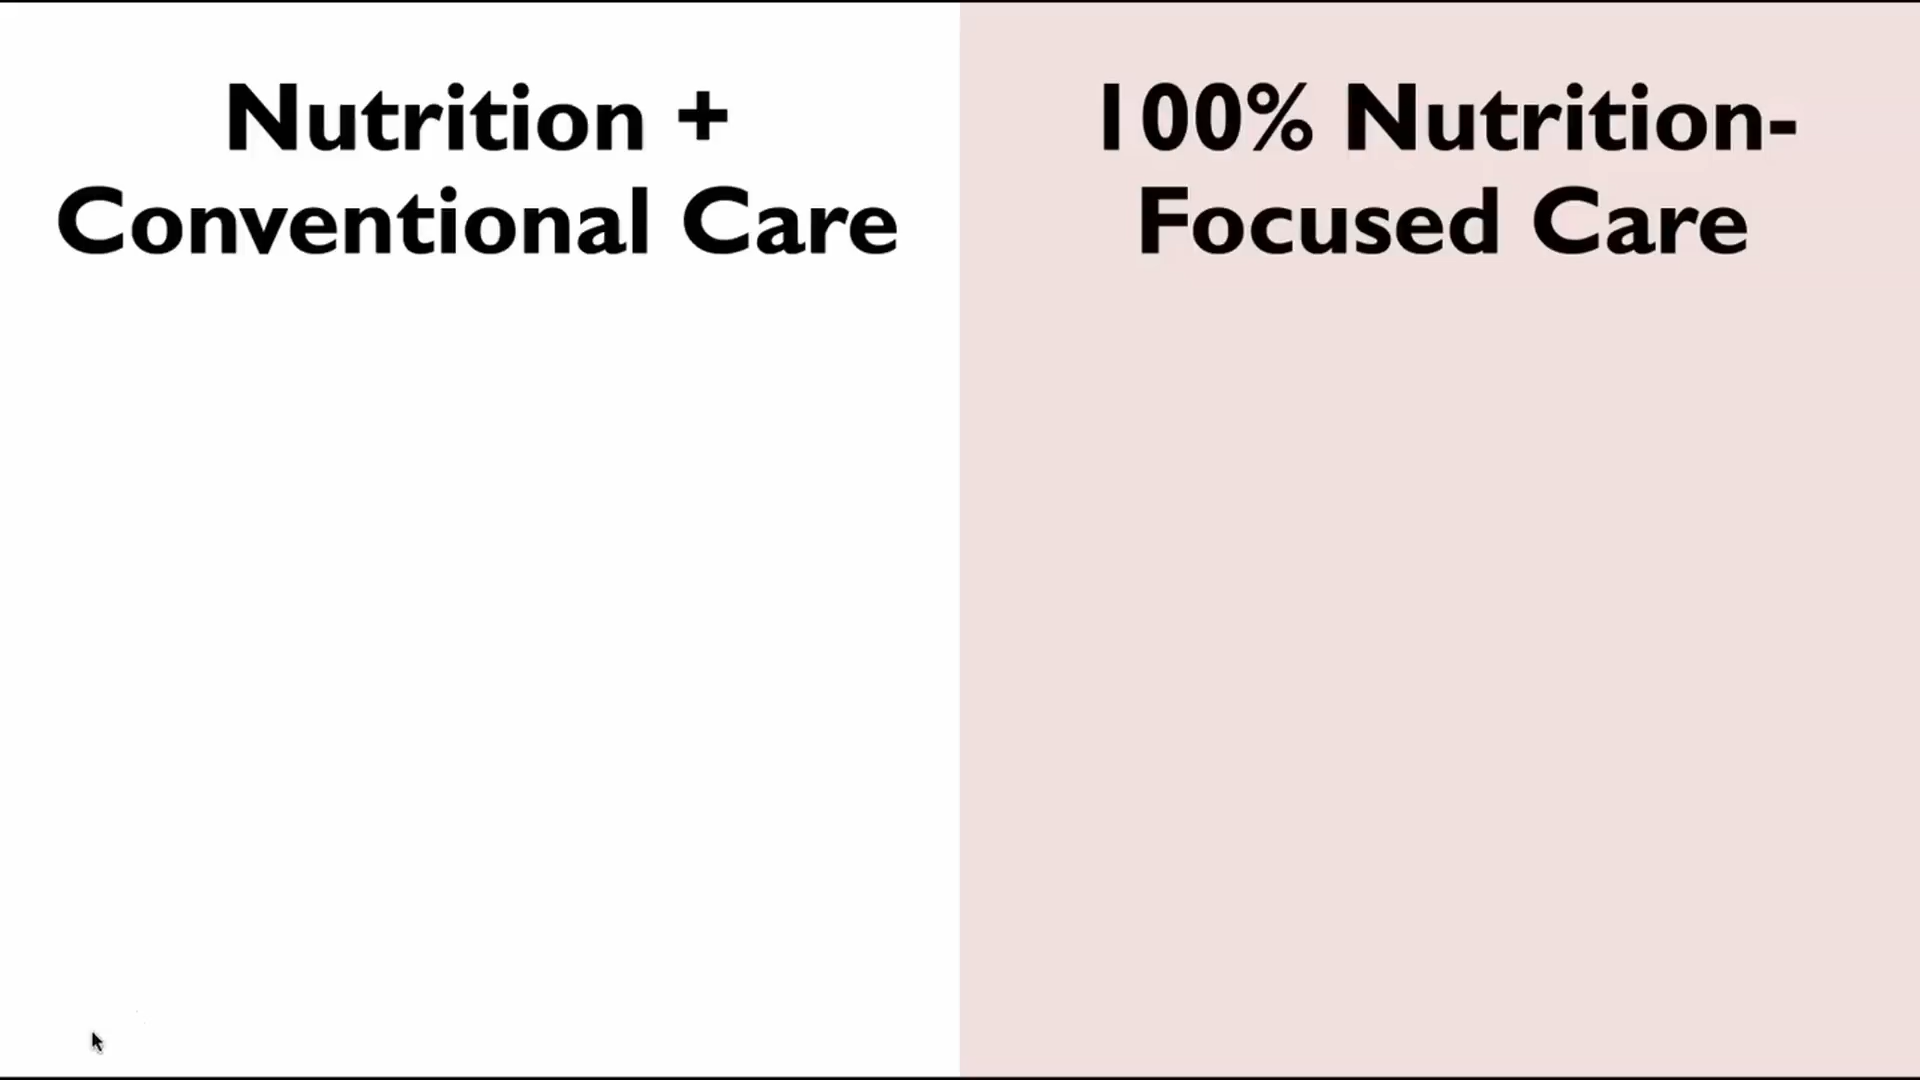 Nutrition +
Conventional Care
100% Nutrition-
Focused Care